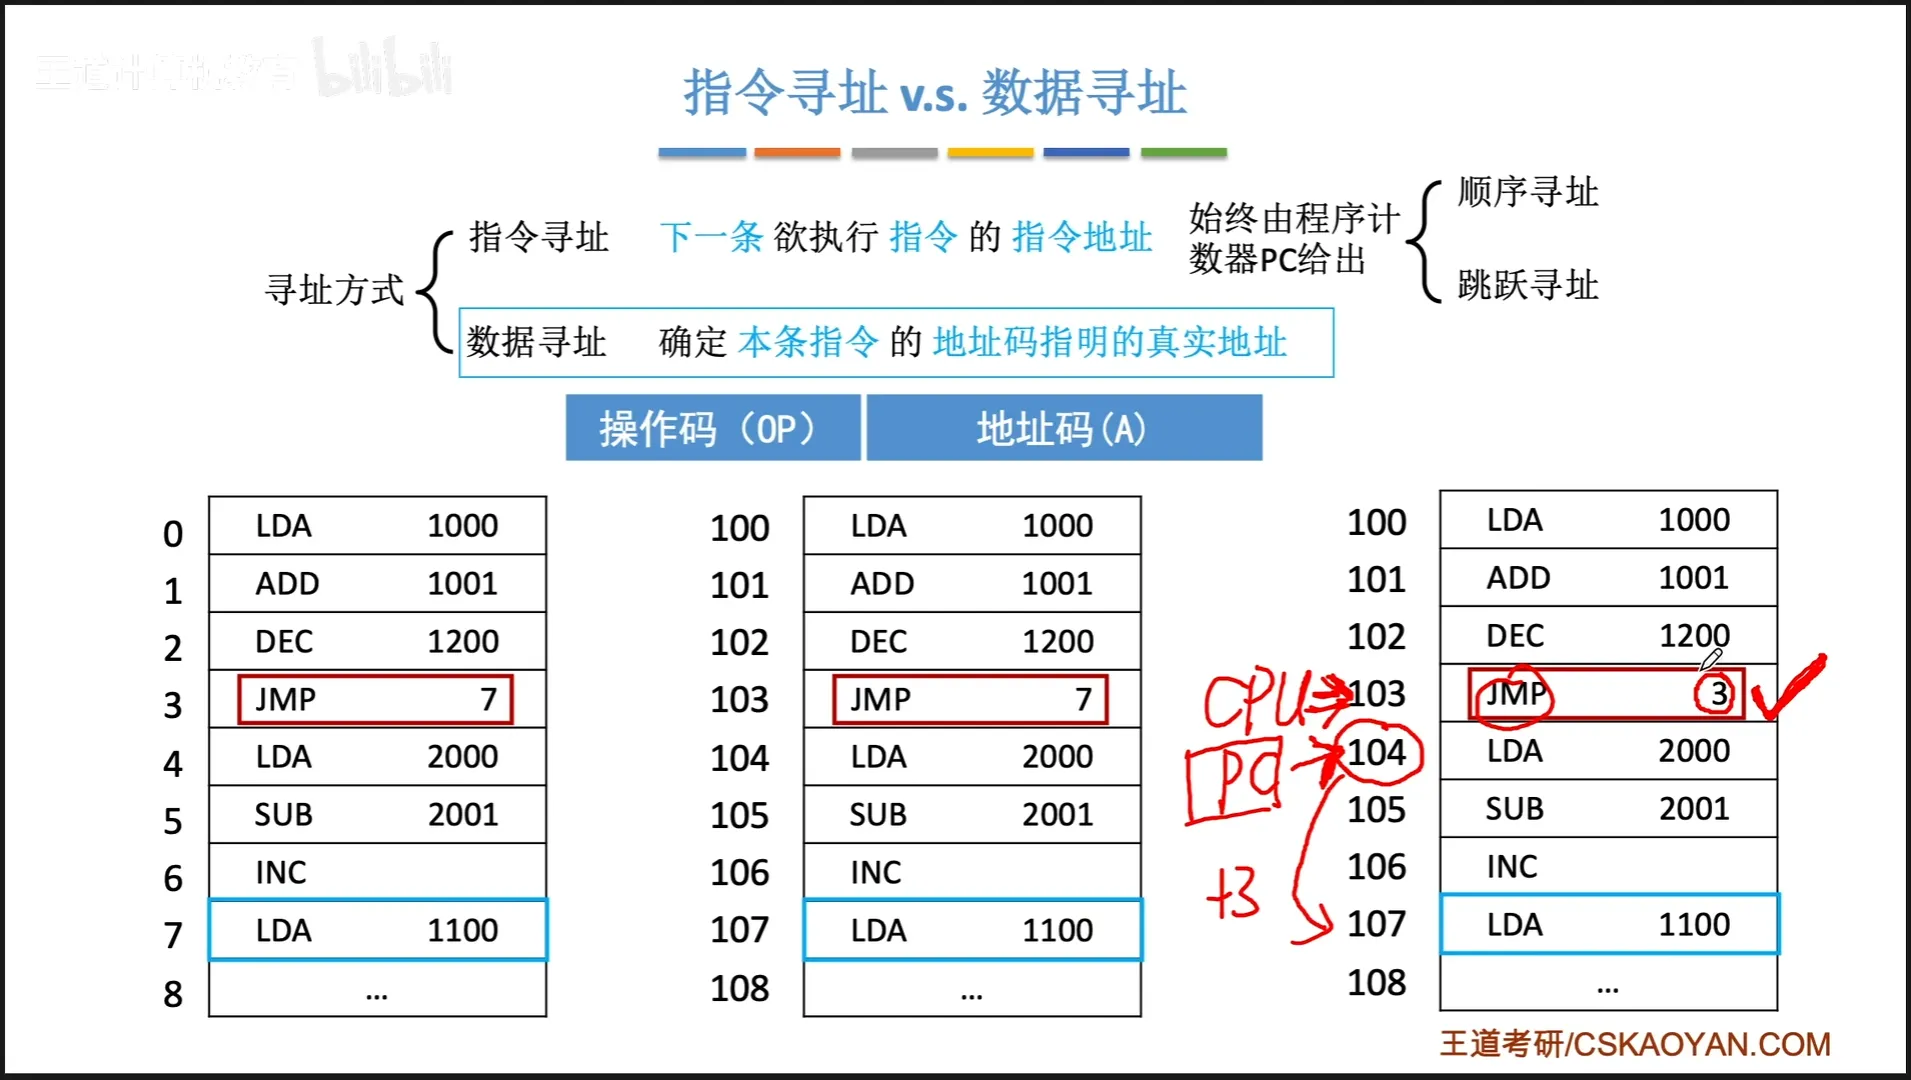 王道计算机教育 bilibili
指令寻址 v.s. 数据寻址
寻址方式
指令寻址 下一条 欲执行 指令 的 指令地址
始终由程序计
数器PC给出
顺序寻址
跳跃寻址
数据寻址 确定 本条指令 的 地址码指明的真实地址
操作码（OP） 地址码(A)
0 LDA 1000
1 ADD 1001
2 DEC 1200
3 JMP 7
4 LDA 2000
5 SUB 2001
6 INC
7 LDA 1100
8 ...
100 LDA 1000
101 ADD 1001
102 DEC 1200
103 JMP 7
104 LDA 2000
105 SUB 2001
106 INC
107 LDA 1100
108 ...
100 LDA 1000
101 ADD 1001
102 DEC 1200
CPU 103 JMP 3
PC 104 LDA 2000
105 SUB 2001
+3 106 INC
107 LDA 1100
108 ...
王道考研/CSKAOYAN.COM